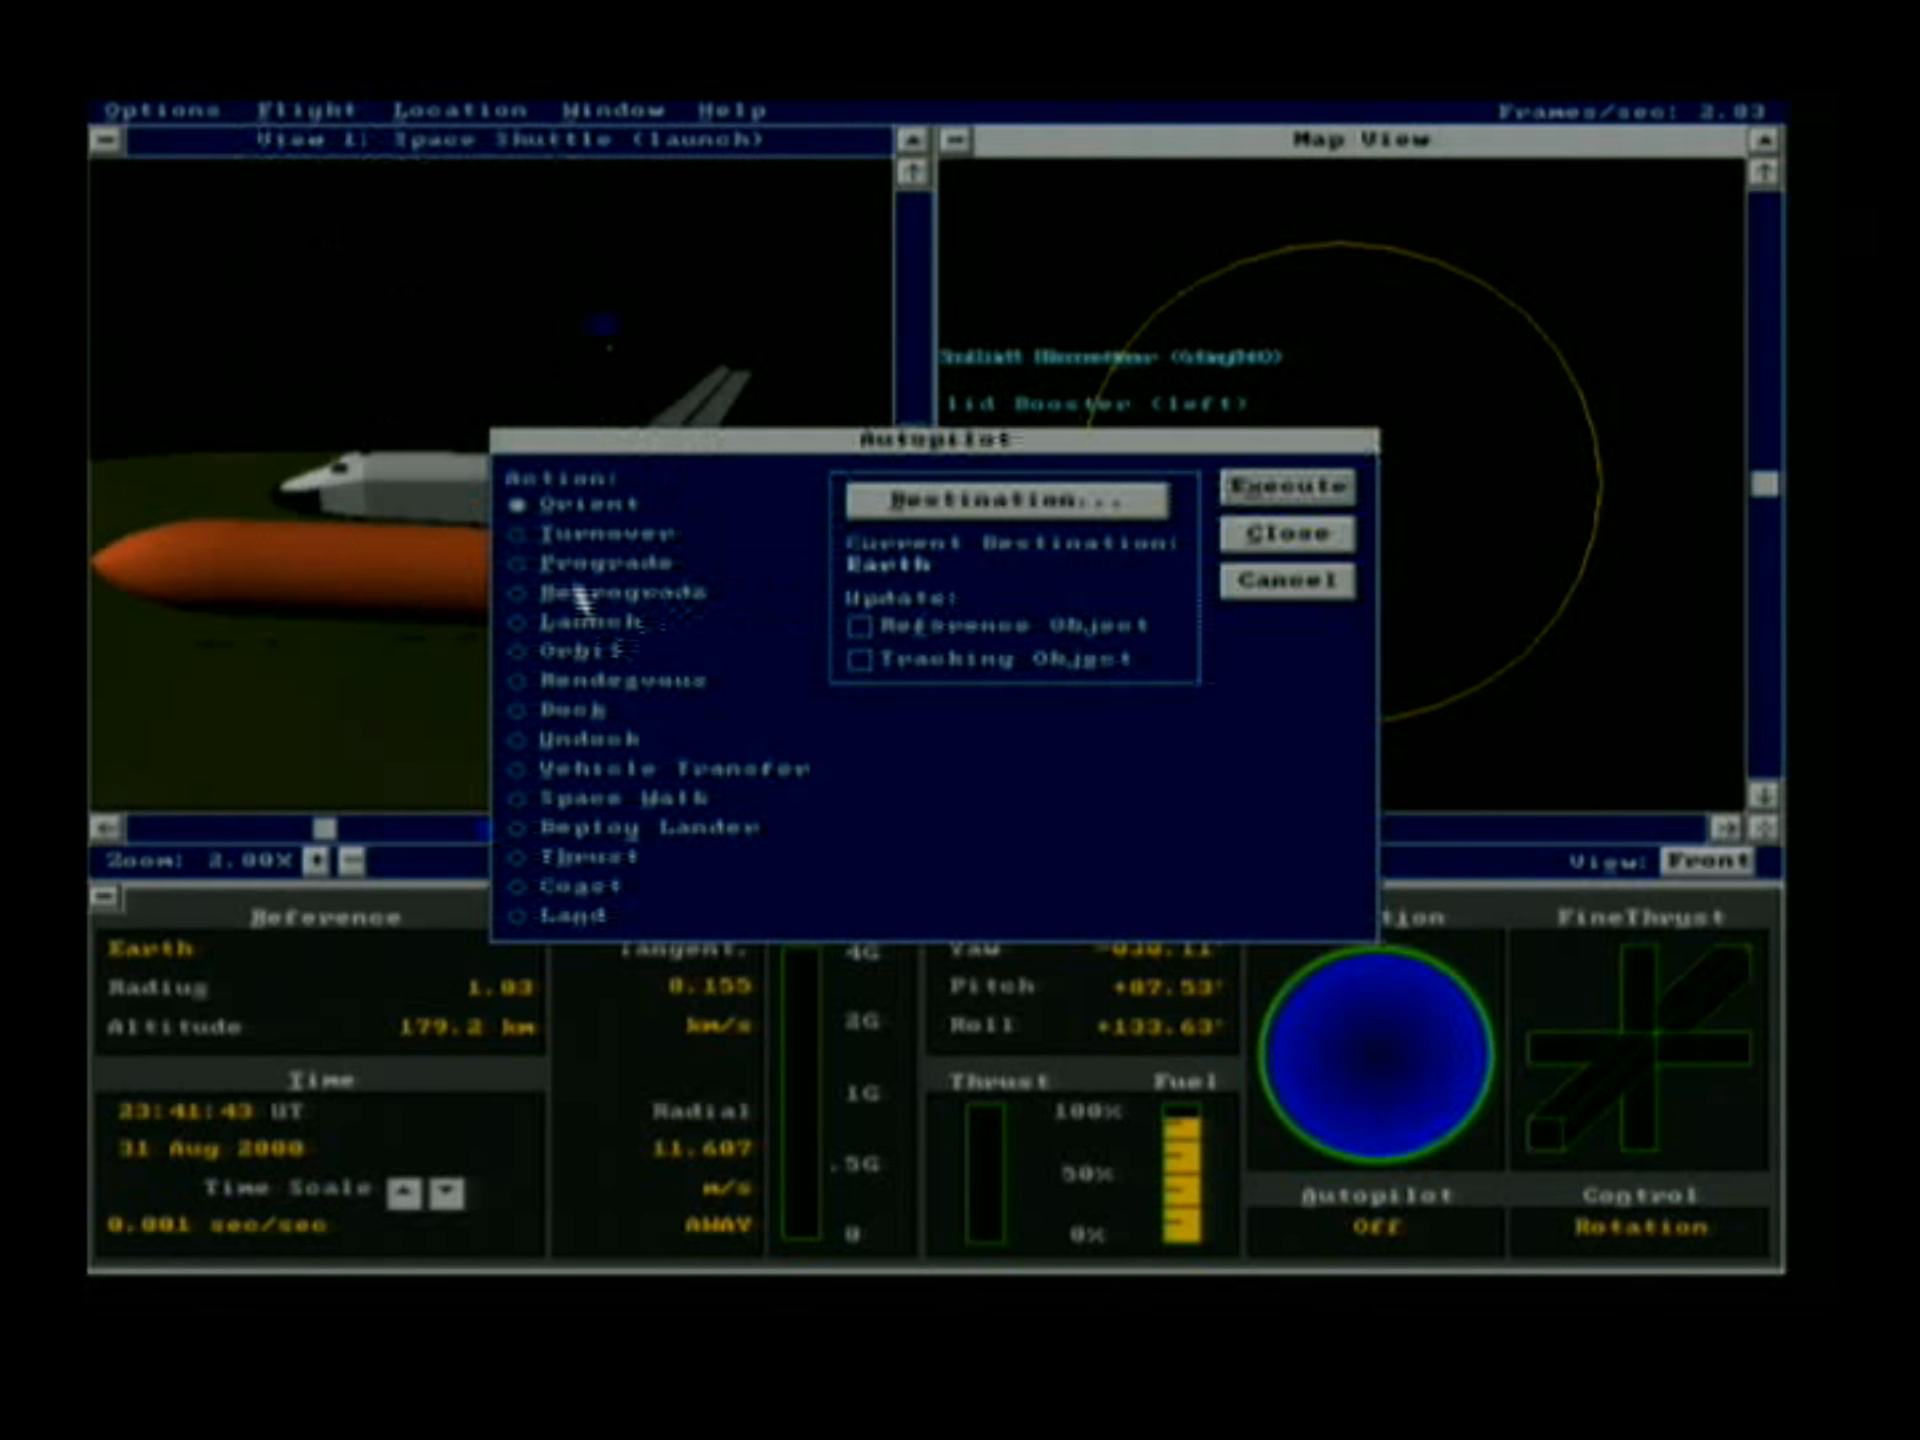 Options Flight Location Window Help Frames/sec: 2.83
View 1: Space Shuttle (launch)
Map View
lid Booster (left)
Autopilot
Action:
Orient
Turnover
Prograde
Retrograde
Launch
Orbit
Rendezvous
Dock
Undock
Vehicle Transfer
Space Walk
Deploy Lander
Thrust
Coast
Land
Destination...
Current Destination:
Earth
Update:
Reference Object
Tracking Object
Execute
Close
Cancel
Zoom: 2.00X + -
View: Front
Reference
Earth
Radius 1.03
Altitude 179.2 km
Time
23:41:43 UT
31 Aug 2000
Time Scale
0.001 sec/sec
Tangent.
8.155
km/s
Radial
11.607
m/s
AWAY
4G
2G
1G
.5G
0
Yaw
Pitch +87.53°
Roll +133.63°
Thrust Fuel
100%
50%
0%
tion
FineThrust
Autopilot
Off
Control
Rotation